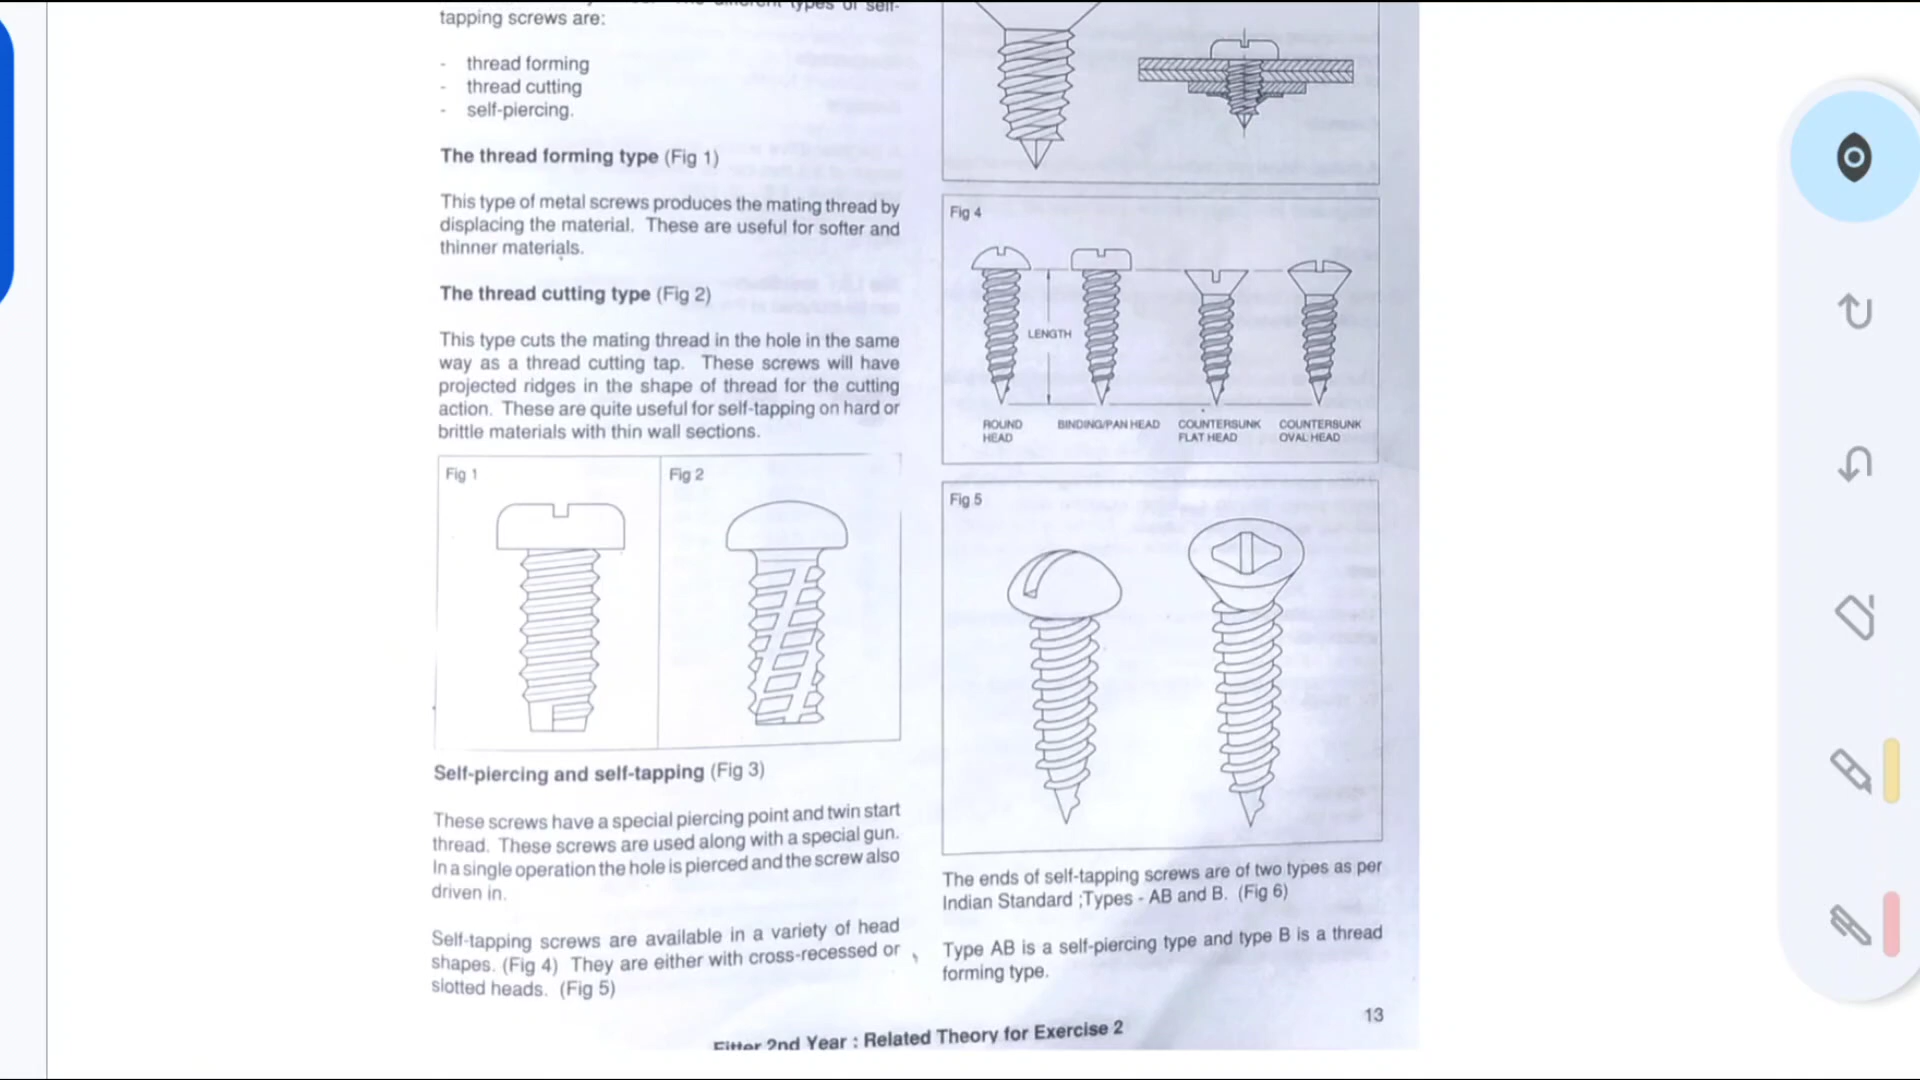 types of self-
tapping screws are:
- thread forming
- thread cutting
- self-piercing.
The thread forming type (Fig 1)
This type of metal screws produces the mating thread by
displacing the material. These are useful for softer and
thinner materials.
The thread cutting type (Fig 2)
This type cuts the mating thread in the hole in the same
way as a thread cutting tap. These screws will have
projected ridges in the shape of thread for the cutting
action. These are quite useful for self-tapping on hard or
brittle materials with thin wall sections.
Fig 1
Fig 2
Self-piercing and self-tapping (Fig 3)
These screws have a special piercing point and twin start
thread. These screws are used along with a special gun.
In a single operation the hole is pierced and the screw also
driven in.
Self-tapping screws are available in a variety of head
shapes. (Fig 4) They are either with cross-recessed or
slotted heads. (Fig 5)
Fig 4
LENGTH
ROUND
HEAD
BINDING/PAN HEAD
COUNTERSUNK
FLAT HEAD
COUNTERSUNK
OVAL HEAD
Fig 5
The ends of self-tapping screws are of two types as per
Indian Standard ;Types - AB and B. (Fig 6)
Type AB is a self-piercing type and type B is a thread
forming type.
13
Fitter 2nd Year : Related Theory for Exercise 2